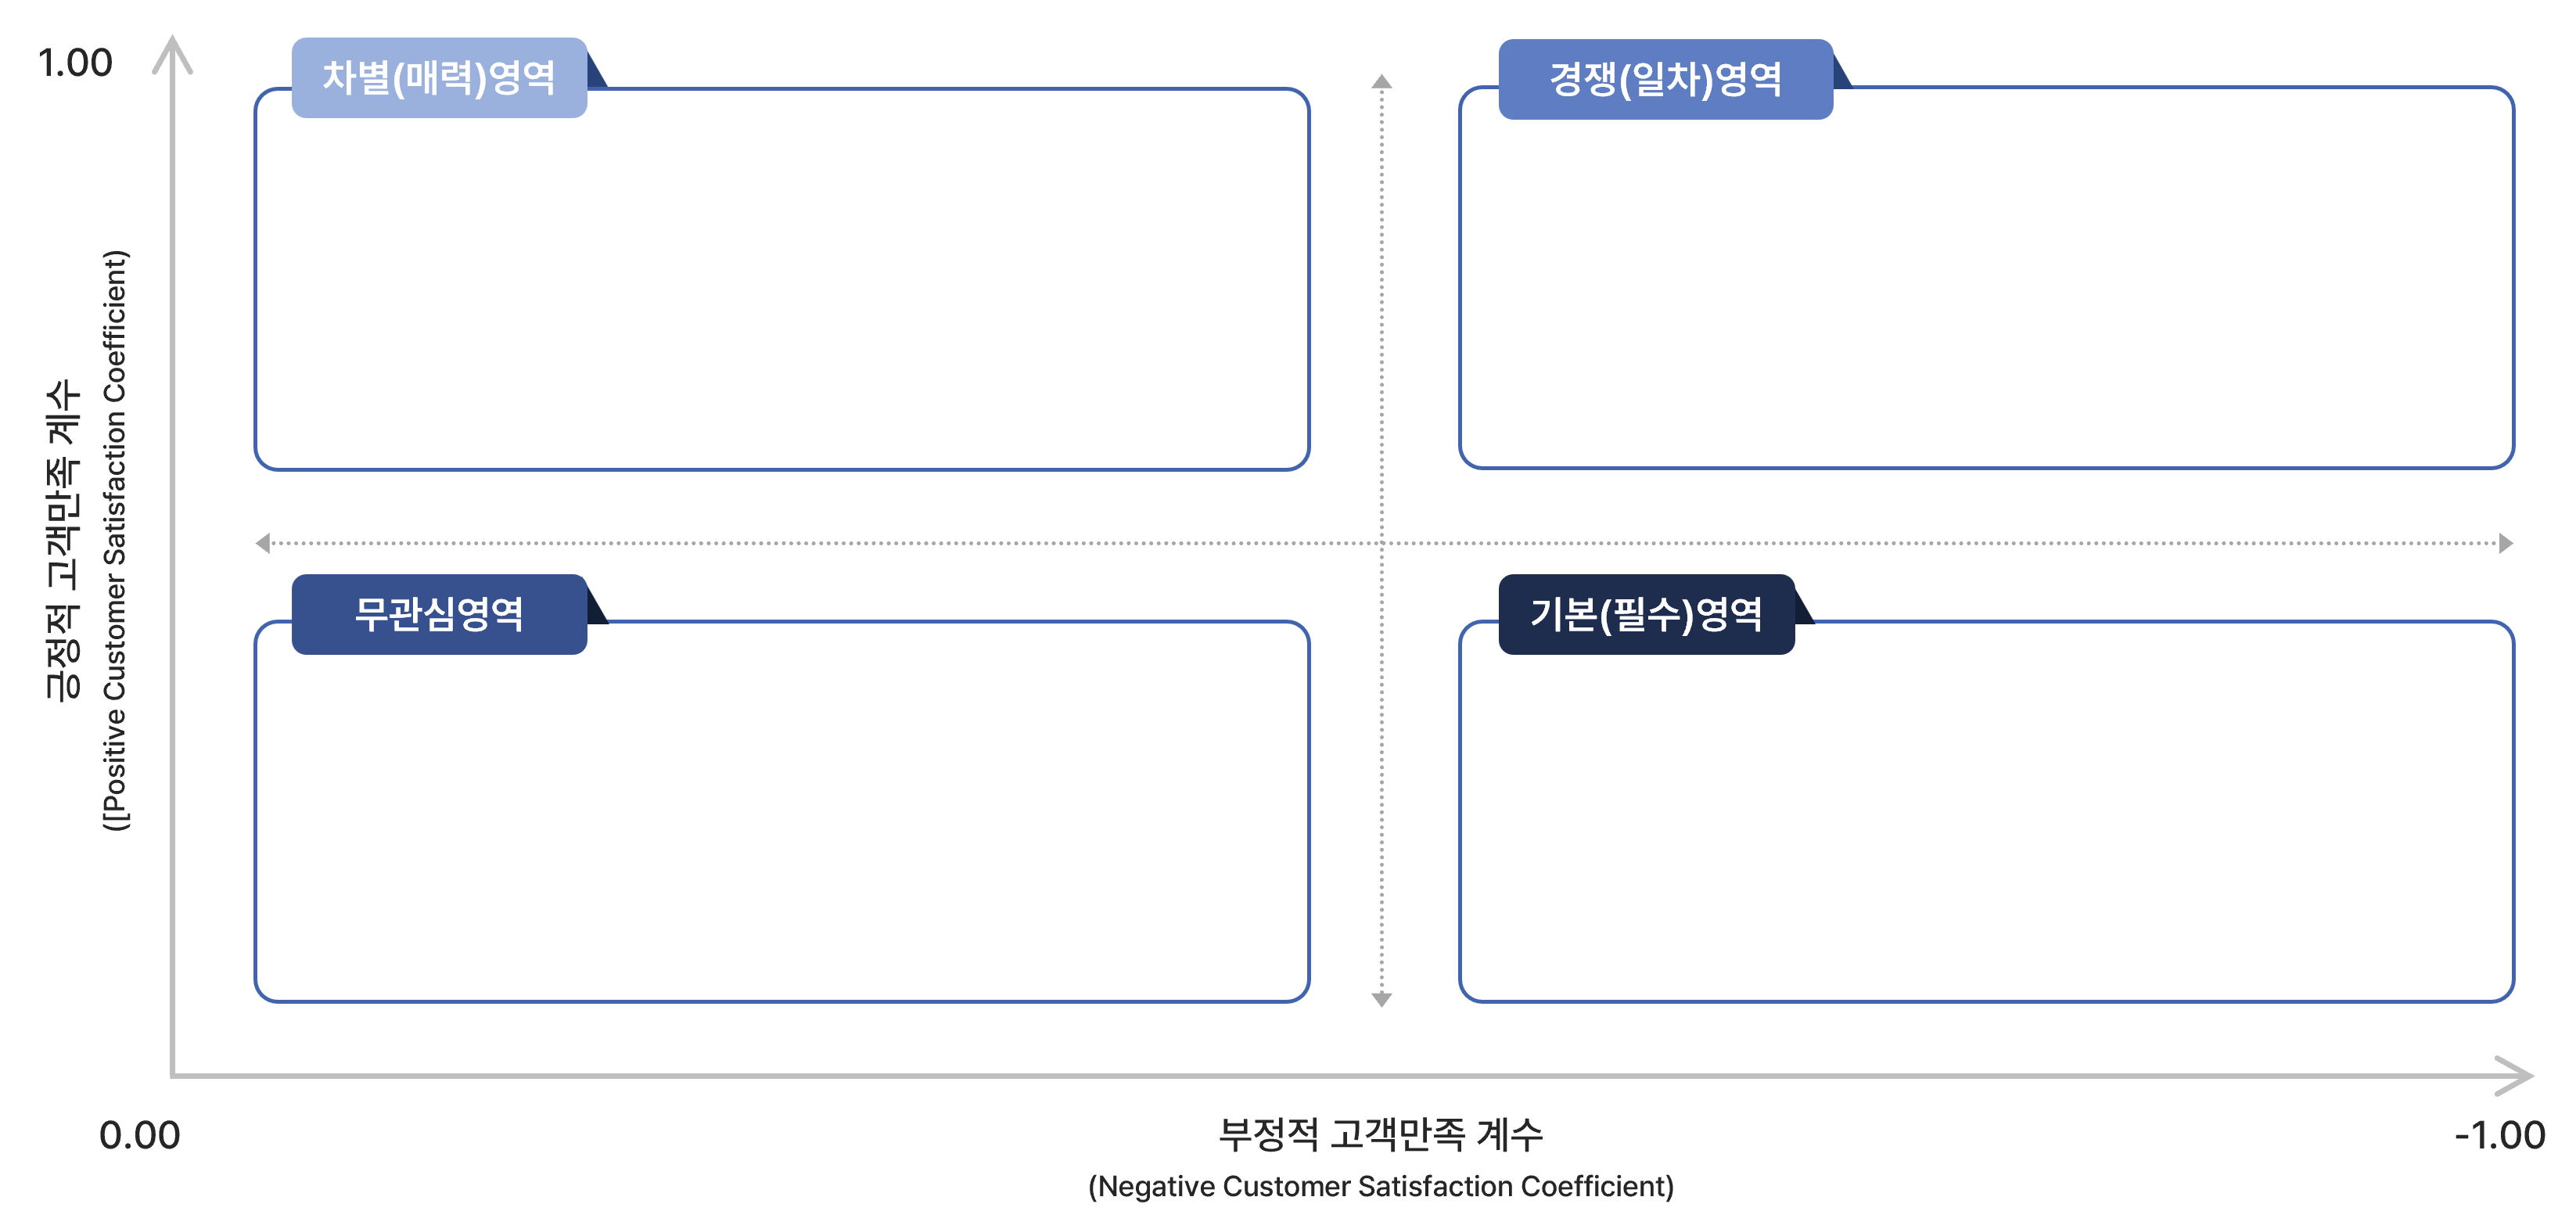 1.00
차별(매력)영역
경쟁(일차)영역
긍정적 고객만족 계수
([Positive Customer Satisfaction Coefficient)
무관심영역
기본(필수)영역
0.00
부정적 고객만족 계수
(Negative Customer Satisfaction Coefficient)
-1.00